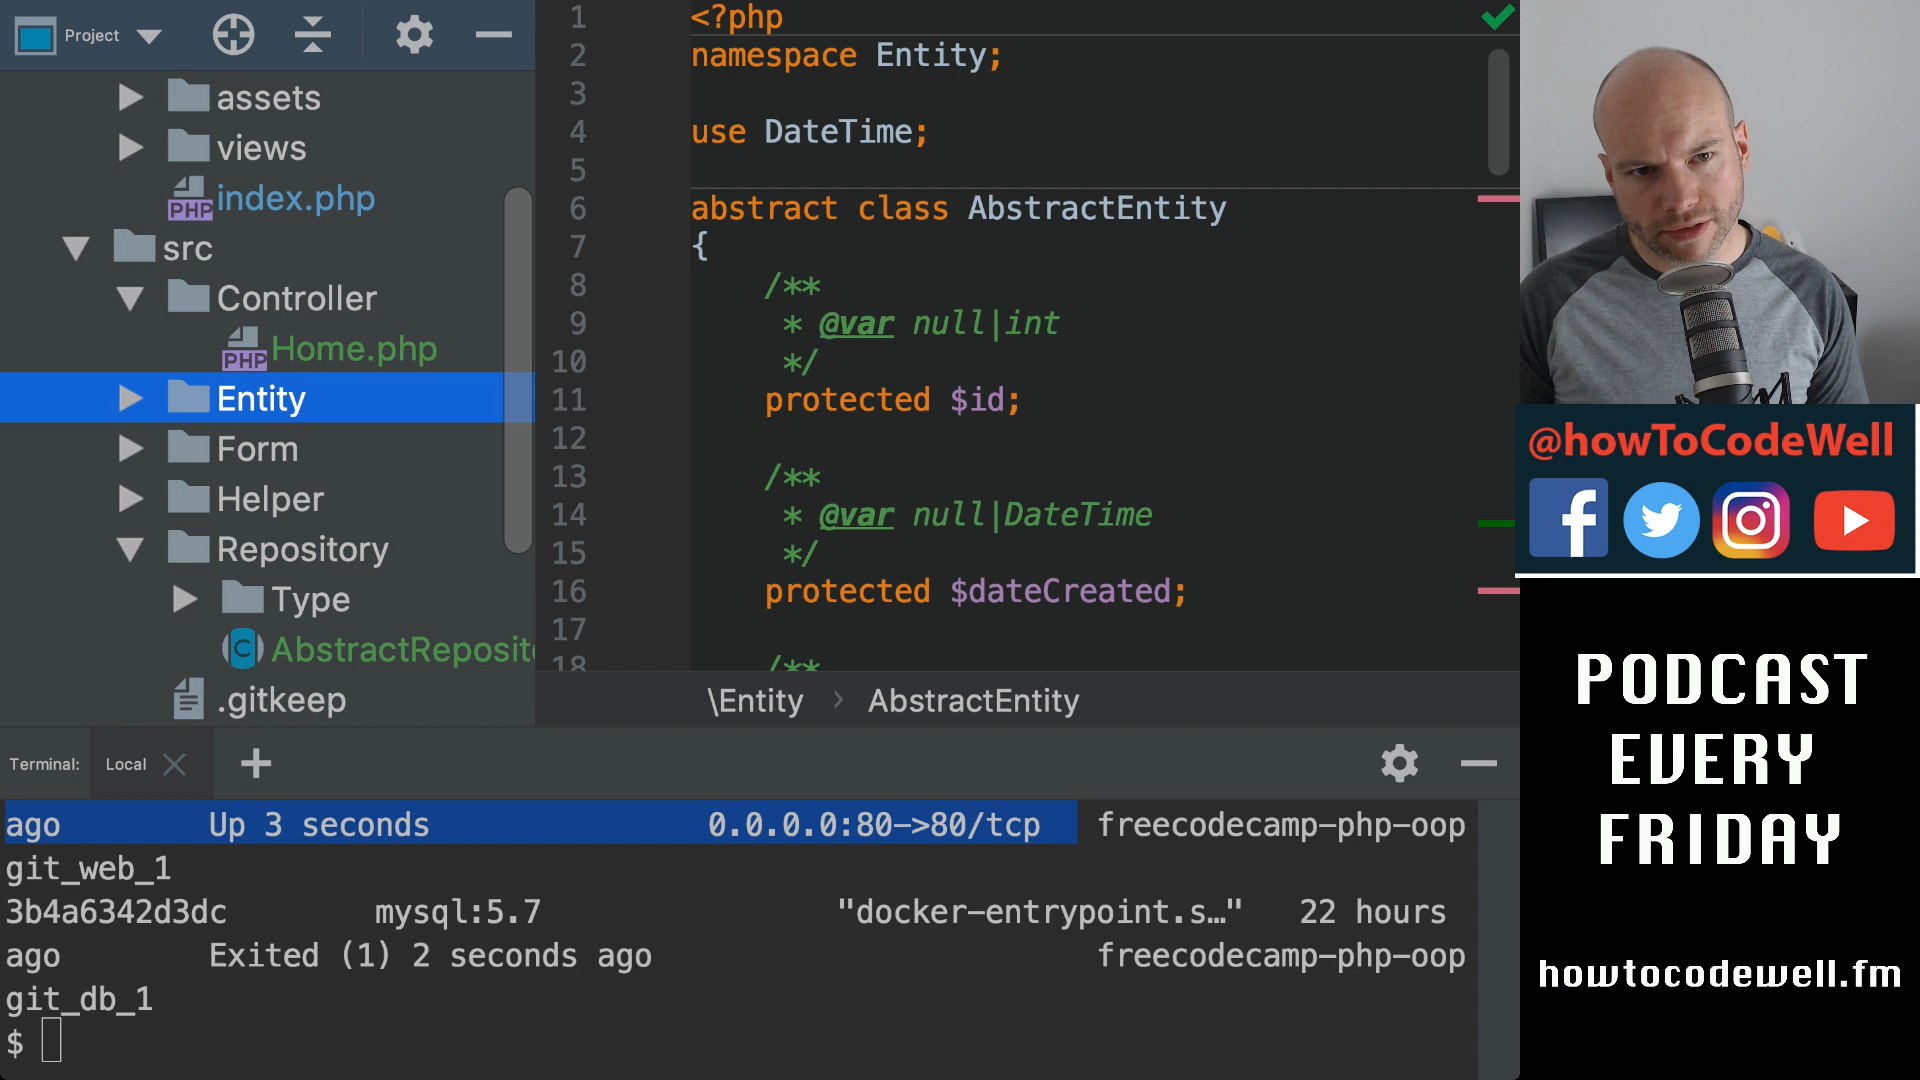 Project
assets
views
PHP index.php
src
Controller
PHP Home.php
Entity
Form
Helper
Repository
Type
C AbstractReposit
.gitkeep
1 <?php
2 namespace Entity;
3
4 use DateTime;
5
6 abstract class AbstractEntity
7 {
8 /**
9 * @var null|int
10 */
11 protected $id;
12
13 /**
14 * @var null|DateTime
15 */
16 protected $dateCreated;
17
18 /**
\Entity › AbstractEntity
Terminal: Local
ago Up 3 seconds 0.0.0.0:80->80/tcp freecodecamp-php-oop
git_web_1
3b4a6342d3dc mysql:5.7 "docker-entrypoint.s…" 22 hours
ago Exited (1) 2 seconds ago freecodecamp-php-oop
git_db_1
$
@howToCodeWell
PODCAST
EVERY
FRIDAY
howtocodewell.fm